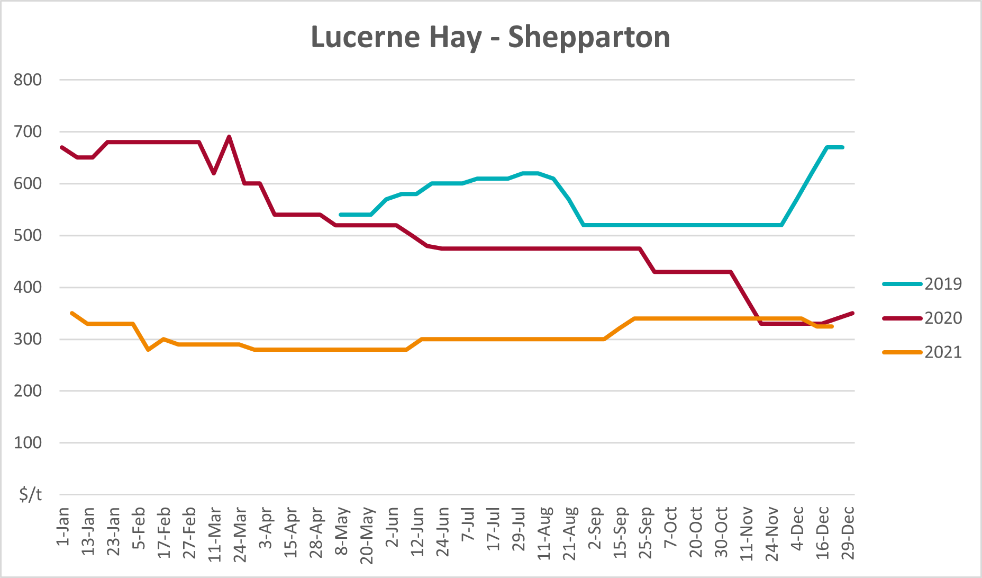 Lucerne Hay - Shepparton
800
700
600
500
400
300
200
100
$/t
1-Jan
13-Jan
23-Jan
5-Feb
17-Feb
27-Feb
11-Mar
24-Mar
3-Apr
15-Apr
28-Apr
8-May
20-May
2-Jun
12-Jun
24-Jun
7-Jul
17-Jul
29-Jul
11-Aug
21-Aug
2-Sep
15-Sep
25-Sep
7-Oct
20-Oct
30-Oct
11-Nov
24-Nov
4-Dec
16-Dec
29-Dec
2019
2020
2021